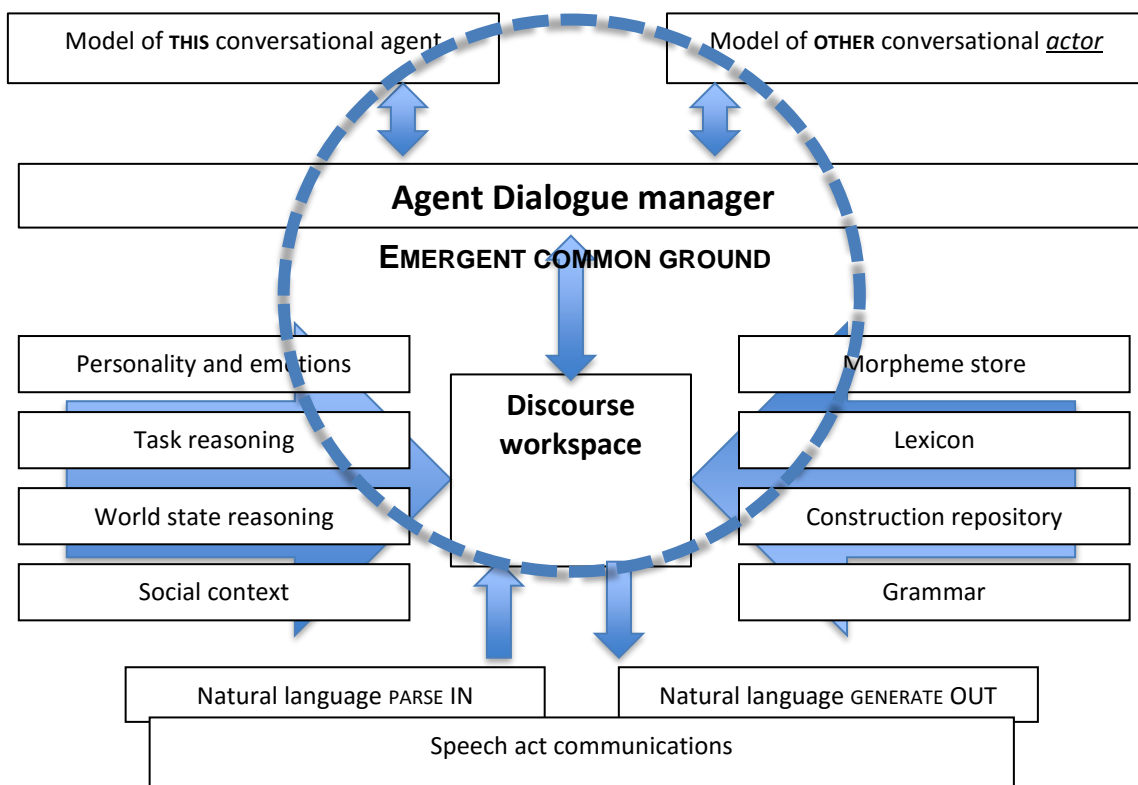 Model of THIS conversational agent
Model of OTHER conversational actor
Agent Dialogue manager
EMERGENT COMMON GROUND
Personality and emotions
Task reasoning
World state reasoning
Social context
Discourse
workspace
Morpheme store
Lexicon
Construction repository
Grammar
Natural language PARSE IN
Natural language GENERATE OUT
Speech act communications